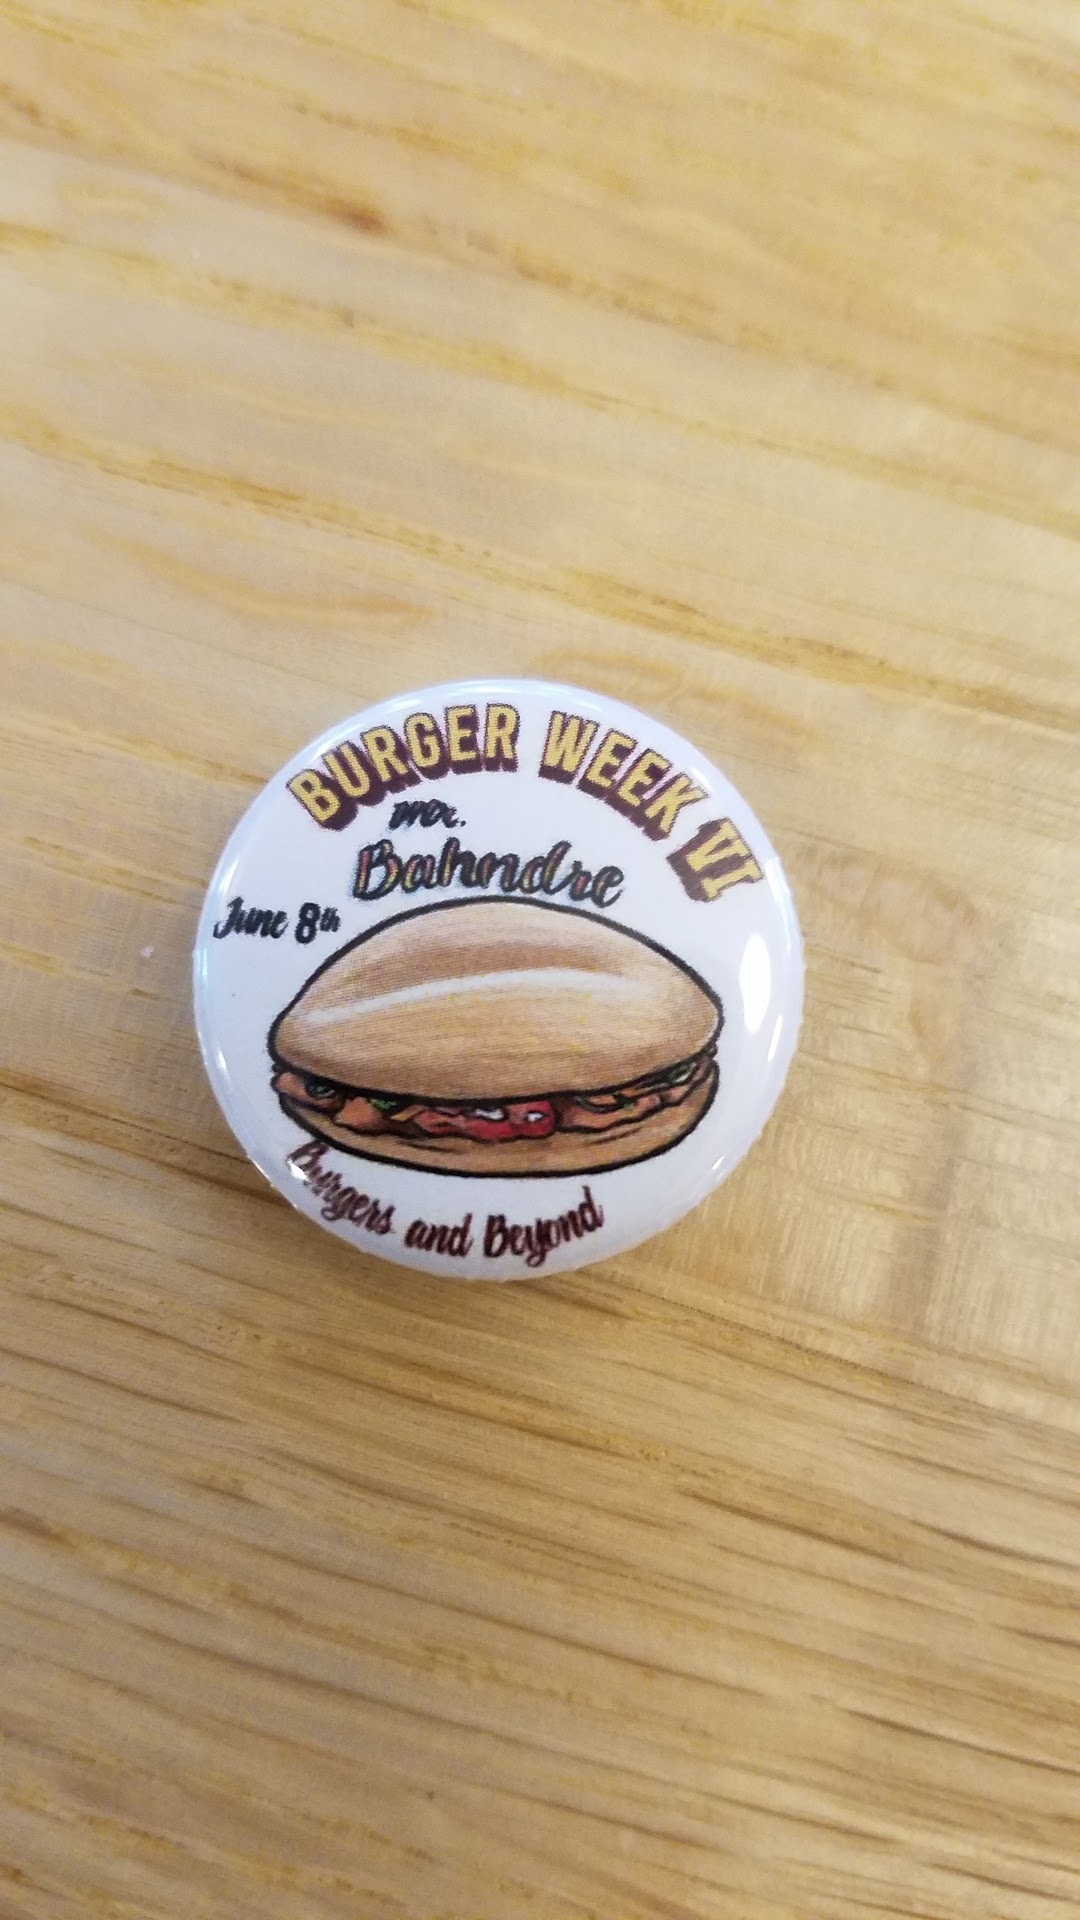 BURGER WEEK VI
mr.
Bahndre
June 8th
Burgers and Beyond